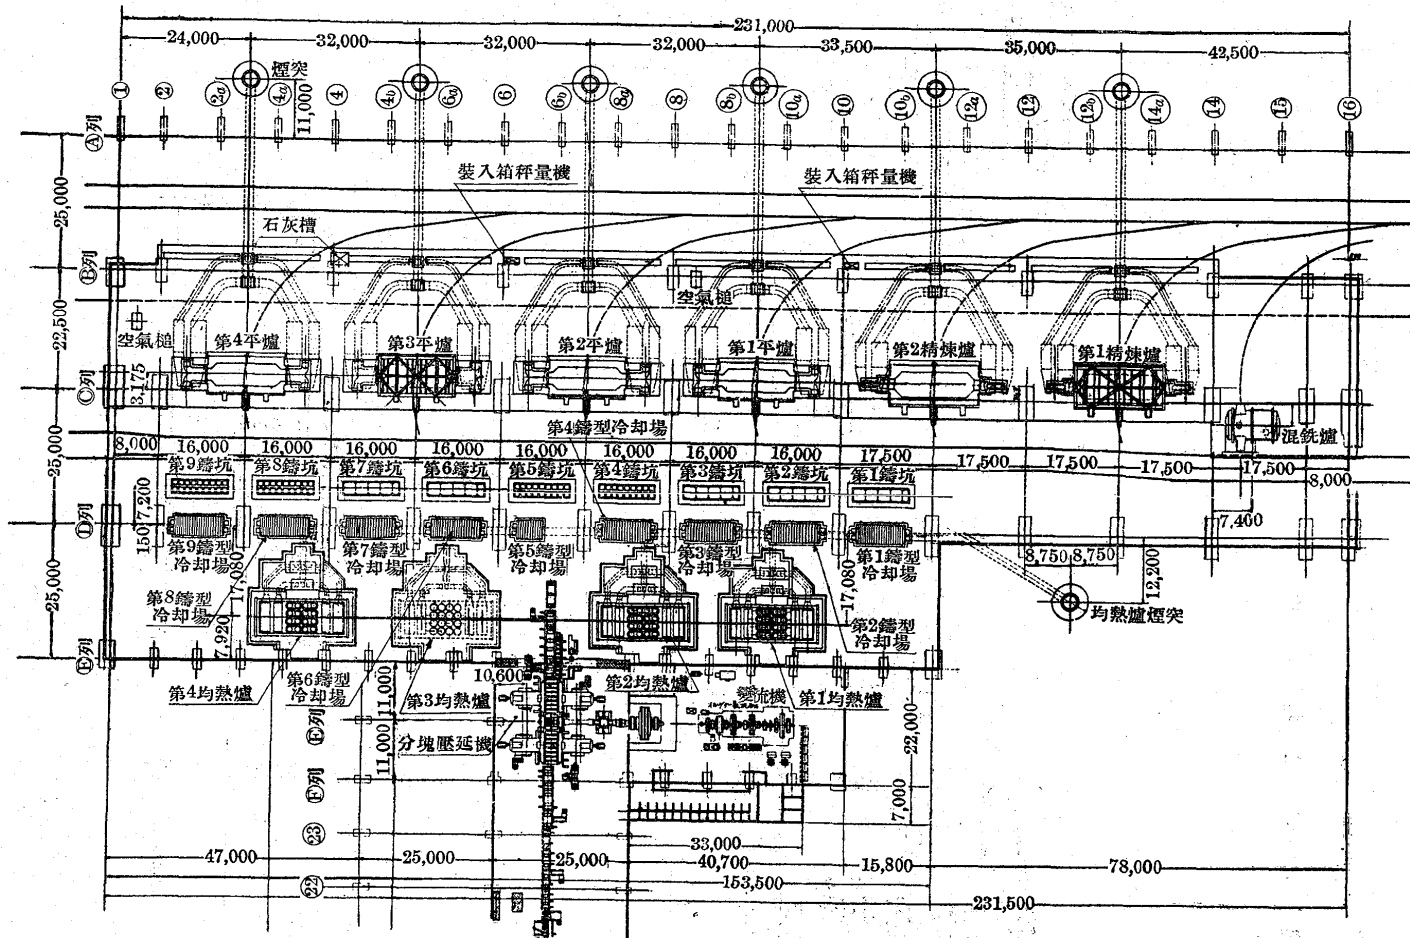 231,000
24,000
32,000
32,000
32,000
33,500
35,000
42,500
煙突
11,000
1
2
2a
4a
4
4b
6a
6
6b
8a
8
8b
10a
10
10b
12a
12
12b
14a
14
15
16
A列
25,000
裝入箱秤量機
裝入箱秤量機
石灰槽
B列
空氣槌
22,500
空氣槌
第4平爐
第3平爐
第2平爐
第1平爐
第2精煉爐
第1精煉爐
C列
3,175
混銑爐
第4鑄型冷却場
25,000
8,000
16,000
16,000
16,000
16,000
16,000
16,000
16,000
16,000
17,500
17,500
17,500
17,500
17,500
8,000
第9鑄坑
第8鑄坑
第7鑄坑
第6鑄坑
第5鑄坑
第4鑄坑
第3鑄坑
第2鑄坑
第1鑄坑
7,200
150
7,400
D列
第9鑄型
冷却場
第7鑄型
冷却場
第5鑄型
冷却場
第3鑄型
冷却場
第1鑄型
冷却場
8,750
8,750
12,200
17,080
17,080
25,000
第8鑄型
冷却場
第2鑄型
冷却場
均熱爐煙突
7,920
E列
第4均熱爐
第6鑄型
冷却場
第3均熱爐
10,600
第2均熱爐
變流機
第1均熱爐
11,000
E列
分塊壓延機
11,000
22,000
F列
7,000
23
33,000
47,000
25,000
25,000
40,700
15,800
78,000
22
153,500
231,500